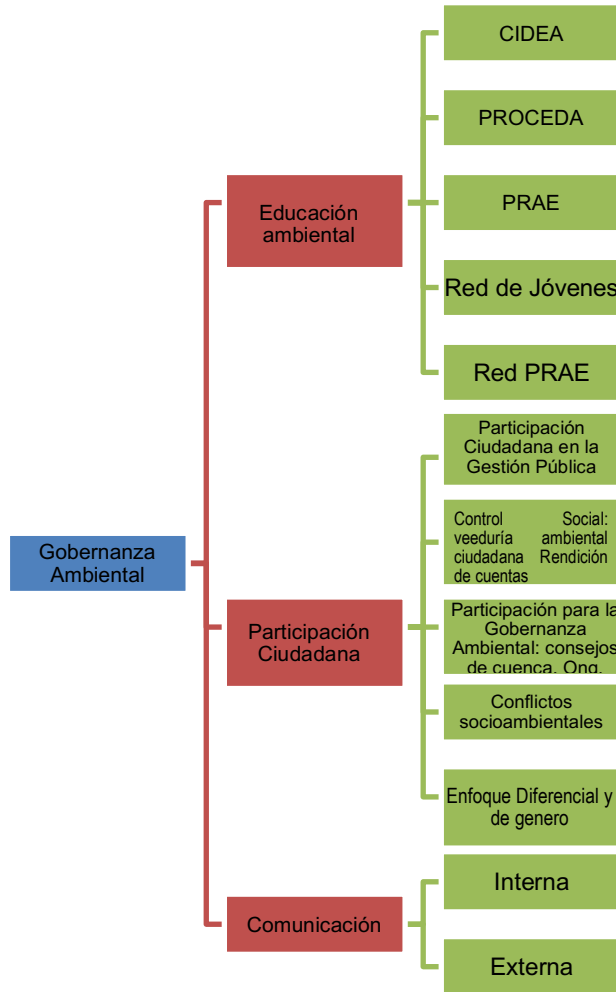 Gobernanza
Ambiental
Educación
ambiental
CIDEA
PROCEDA
PRAE
Red de Jóvenes
Red PRAE
Participación
Ciudadana
Participación
Ciudadana en la
Gestión Pública
Control Social:
veeduría ambiental
ciudadana Rendición
de cuentas
Participación para la
Gobernanza
Ambiental: consejos
de cuenca, Ong.
Conflictos
socioambientales
Enfoque Diferencial y
de genero
Comunicación
Interna
Externa